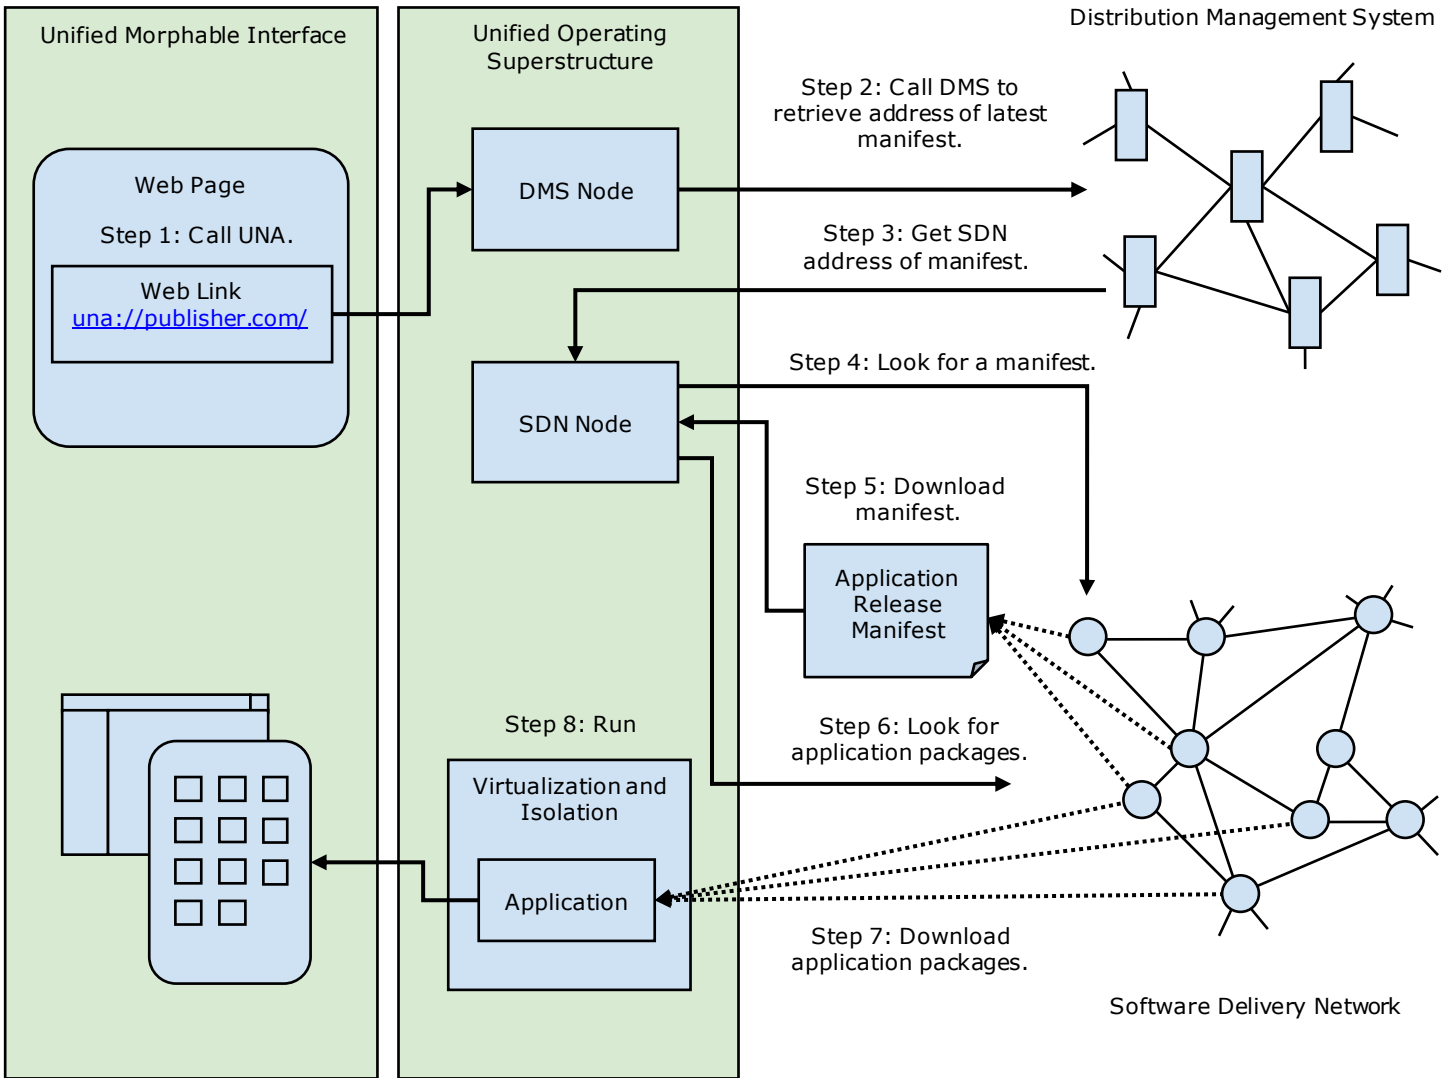 Unified Morphable Interface
Unified Operating
Superstructure
Distribution Management System
Step 2: Call DMS to
retrieve address of latest
manifest.
Web Page
Step 1: Call UNA.
Web Link
una://publisher.com/
DMS Node
Step 3: Get SDN
address of manifest.
Step 4: Look for a manifest.
SDN Node
Step 5: Download
manifest.
Application
Release
Manifest
Step 6: Look for
application packages.
Step 8: Run
Virtualization and
Isolation
Application
Step 7: Download
application packages.
Software Delivery Network